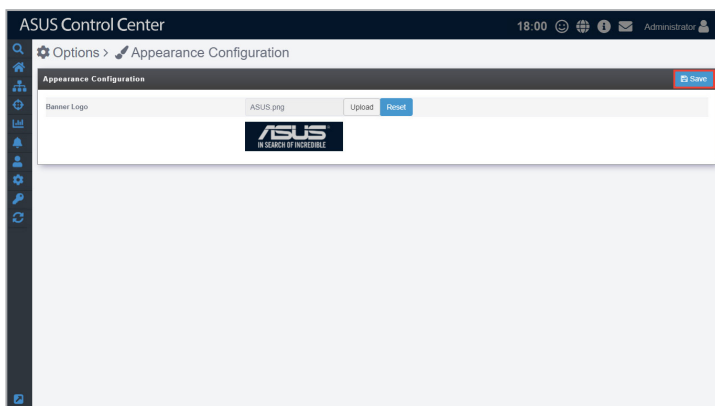 ASUS Control Center 18:00 Administrator
Options > Appearance Configuration
Appearance Configuration Save
Banner Logo ASUS.png Upload Reset
ASUS
IN SEARCH OF INCREDIBLE